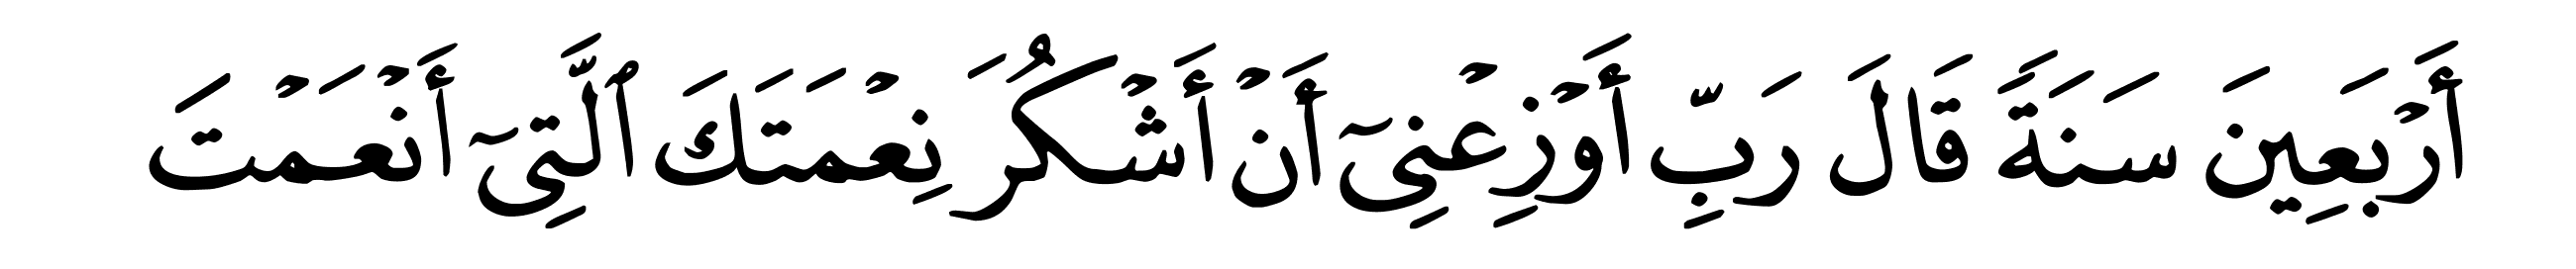 أَرۡبَعِينَ سَنَةٗ قَالَ رَبِّ أَوۡزِعۡنِيٓ أَنۡ أَشۡكُرَ نِعۡمَتَكَ ٱلَّتِيٓ أَنۡعَمۡتَ